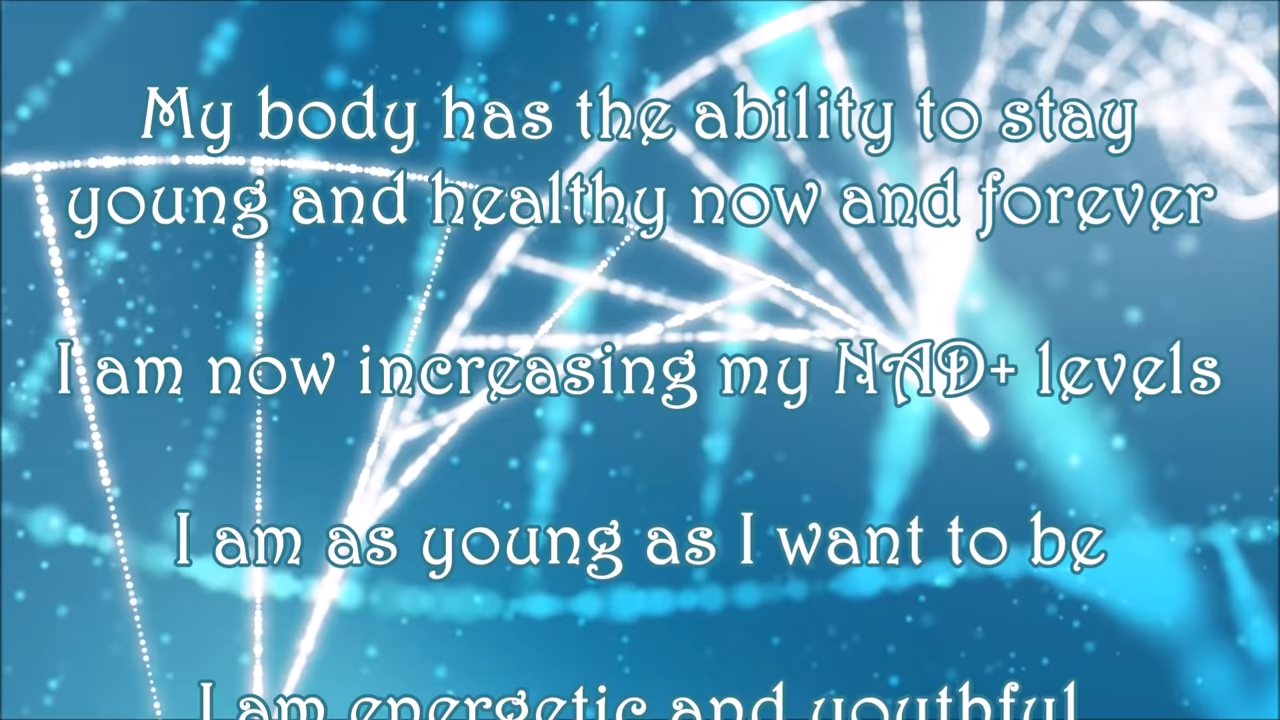 My body has the ability to stay
young and healthy now and forever
I am now increasing my NAD+ levels
I am as young as I want to be
I am energetic and youthful